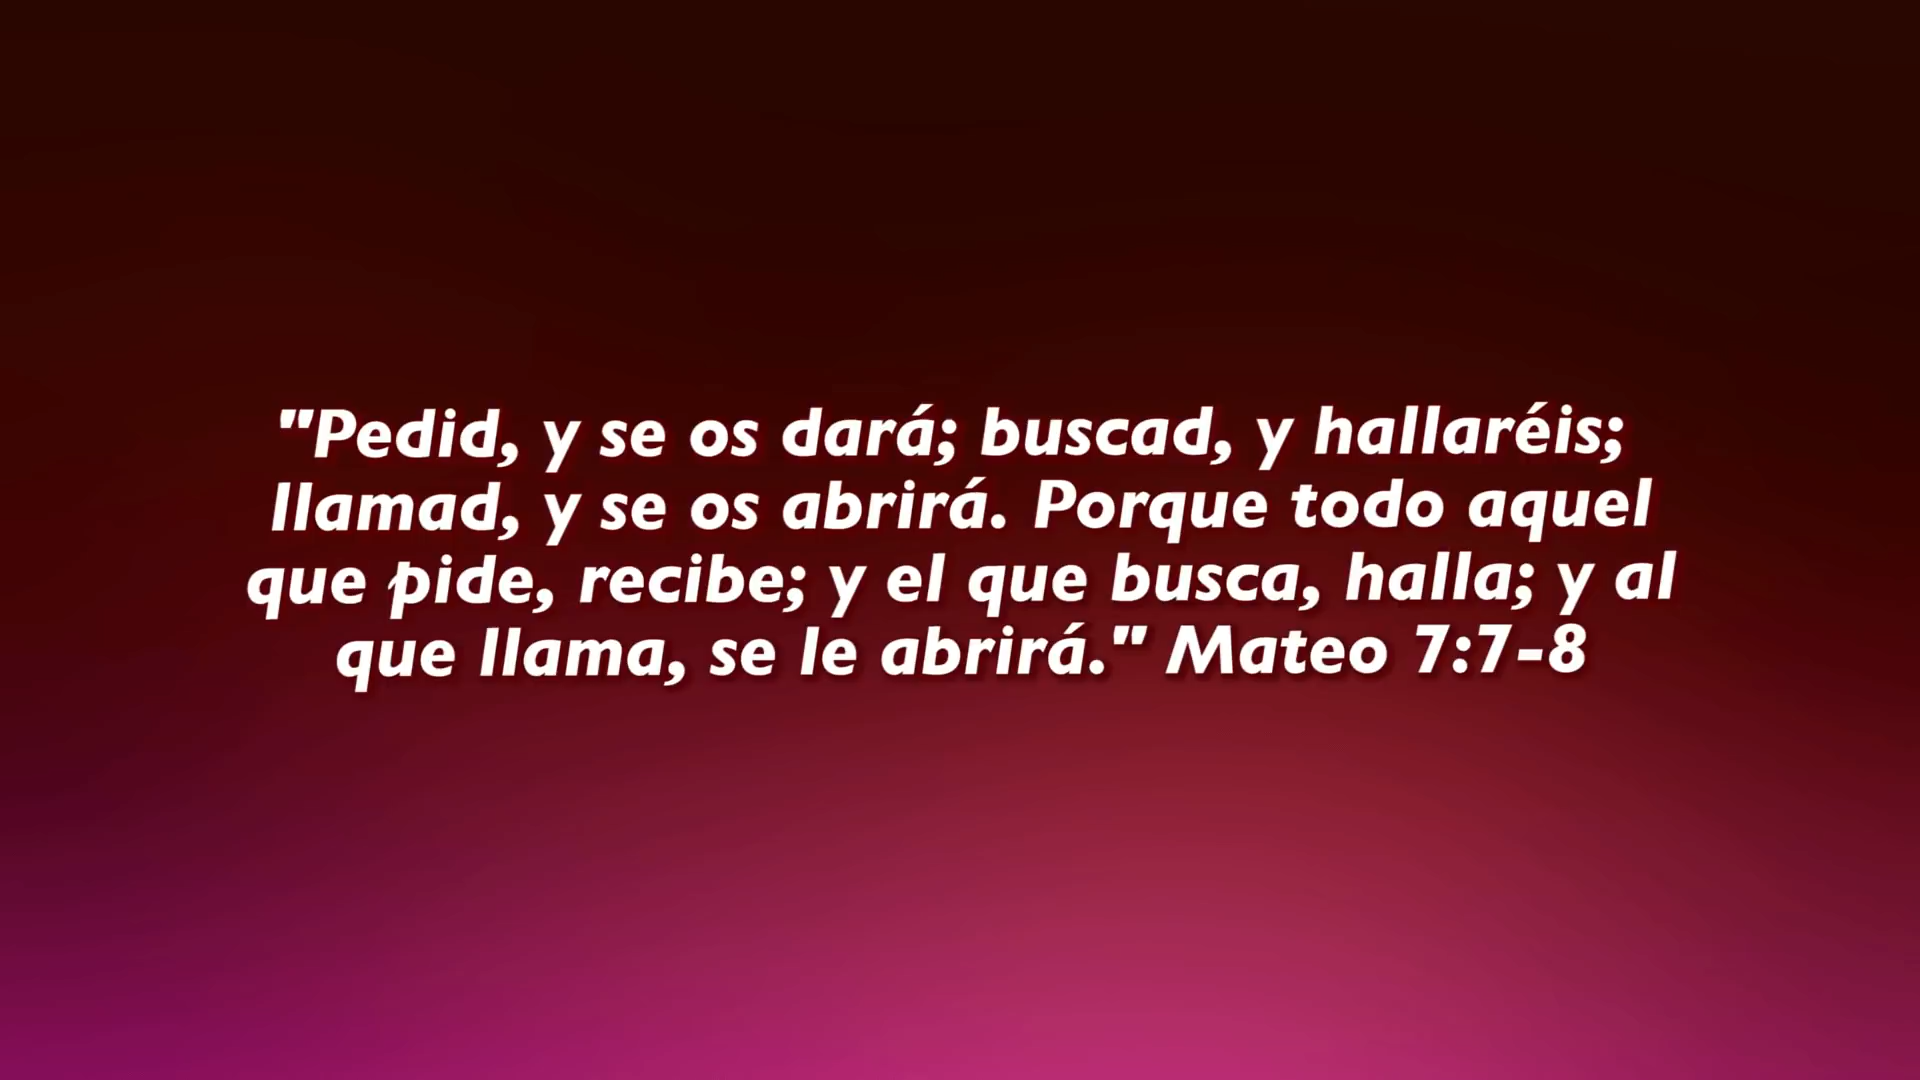 "Pedid, y se os dará; buscad, y hallaréis;
llamad, y se os abrirá. Porque todo aquel
que pide, recibe; y el que busca, halla; y al
que llama, se le abrirá." Mateo 7:7-8